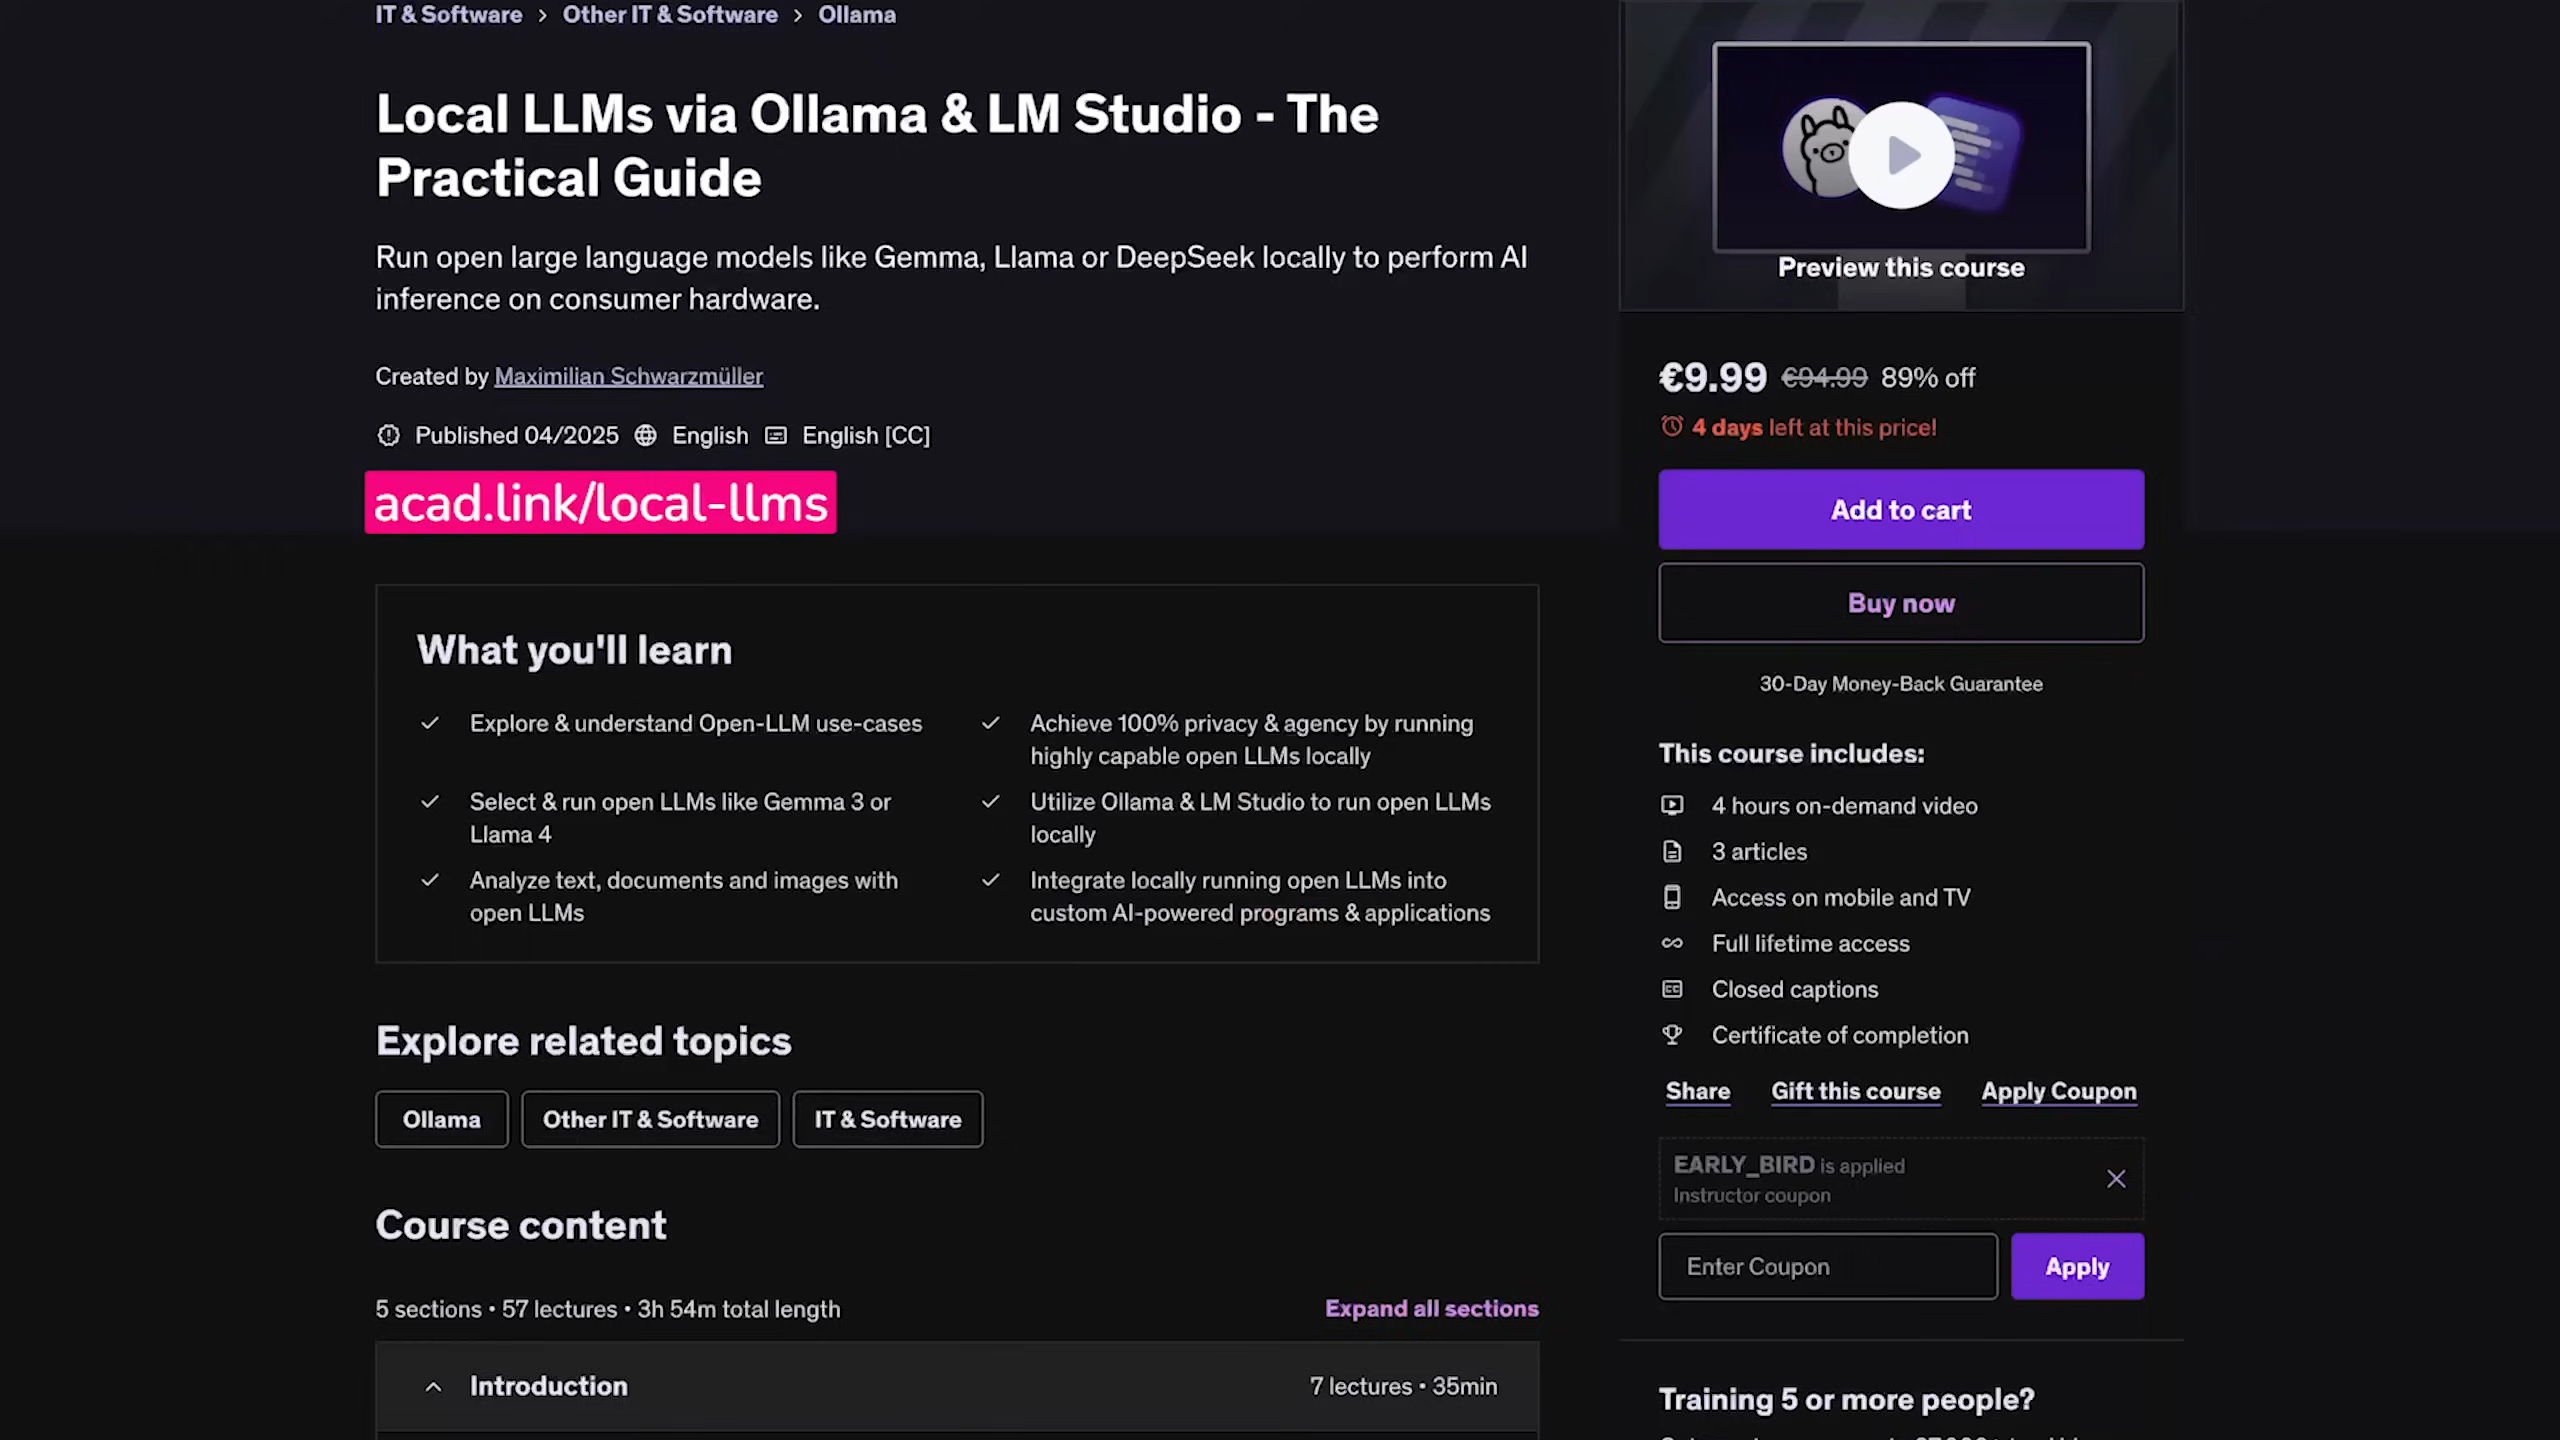 IT & Software > Other IT & Software > Ollama
Local LLMs via Ollama & LM Studio - The
Practical Guide
Run open large language models like Gemma, Llama or DeepSeek locally to perform AI
inference on consumer hardware.
Created by Maximilian Schwarzmüller
Published 04/2025 English English [CC]
acad.link/local-llms
What you'll learn
Explore & understand Open-LLM use-cases
Achieve 100% privacy & agency by running
highly capable open LLMs locally
Select & run open LLMs like Gemma 3 or
Llama 4
Utilize Ollama & LM Studio to run open LLMs
locally
Analyze text, documents and images with
open LLMs
Integrate locally running open LLMs into
custom AI-powered programs & applications
Explore related topics
Ollama
Other IT & Software
IT & Software
Course content
5 sections • 57 lectures • 3h 54m total length
Expand all sections
Introduction
7 lectures • 35min
Preview this course
€9.99 €94.99 89% off
4 days left at this price!
Add to cart
Buy now
30-Day Money-Back Guarantee
This course includes:
4 hours on-demand video
3 articles
Access on mobile and TV
Full lifetime access
Closed captions
Certificate of completion
Share
Gift this course
Apply Coupon
EARLY_BIRD is applied
Instructor coupon
Enter Coupon
Apply
Training 5 or more people?